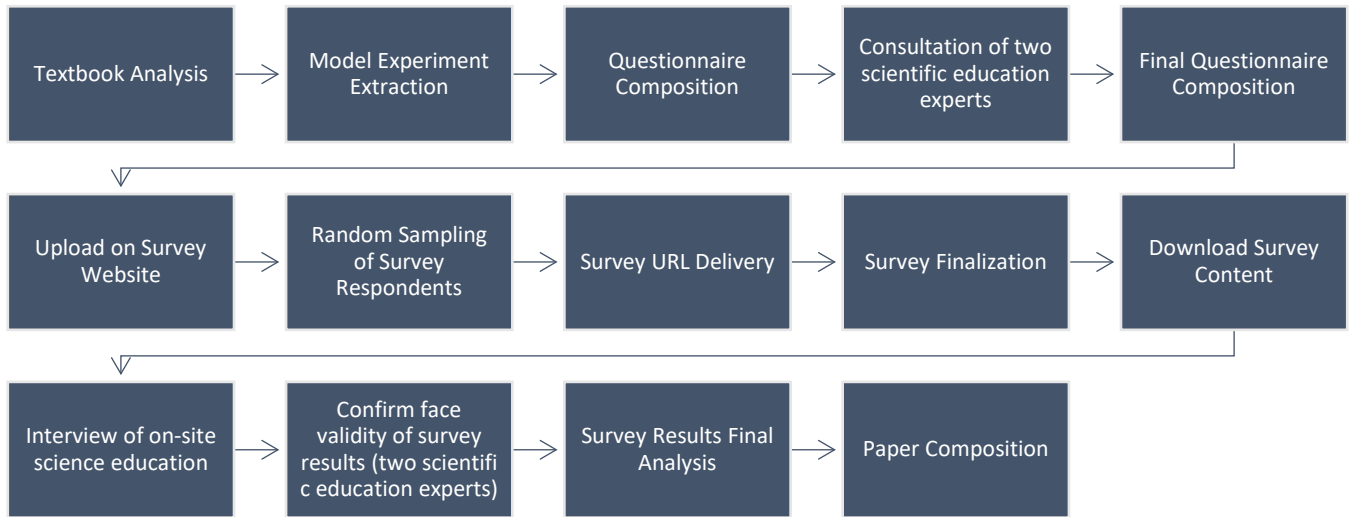 Textbook Analysis
Model Experiment
Extraction
Questionnaire
Composition
Consultation of two
scientific education
experts
Final Questionnaire
Composition
Upload on Survey
Website
Random Sampling
of Survey
Respondents
Survey URL Delivery
Survey Finalization
Download Survey
Content
Interview of on-site
science education
Confirm face
validity of survey
results (two scientifi
c education experts)
Survey Results Final
Analysis
Paper Composition